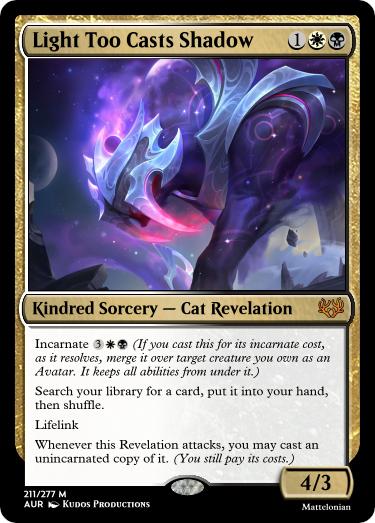 Light Too Casts Shadow 1
Kindred Sorcery — Cat Revelation
Incarnate 3 (If you cast this for its incarnate cost,
as it resolves, merge it over target creature you own as an
Avatar. It keeps all abilities from under it.)
Search your library for a card, put it into your hand,
then shuffle.
Lifelink
Whenever this Revelation attacks, you may cast an
unincarnated copy of it. (You still pay its costs.)
4/3
211/277 M
AUR Kudos Productions
Mattelonian